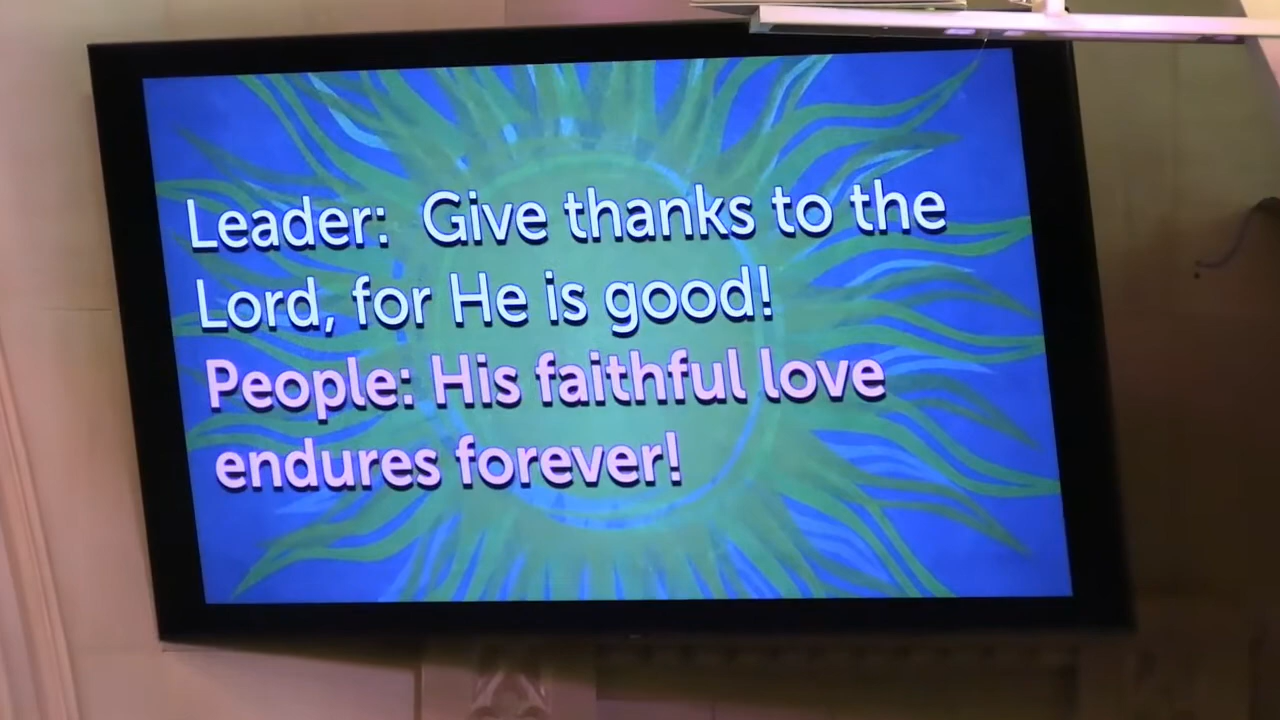 Leader:  Give thanks to the
Lord, for He is good!
People: His faithful love
endures forever!